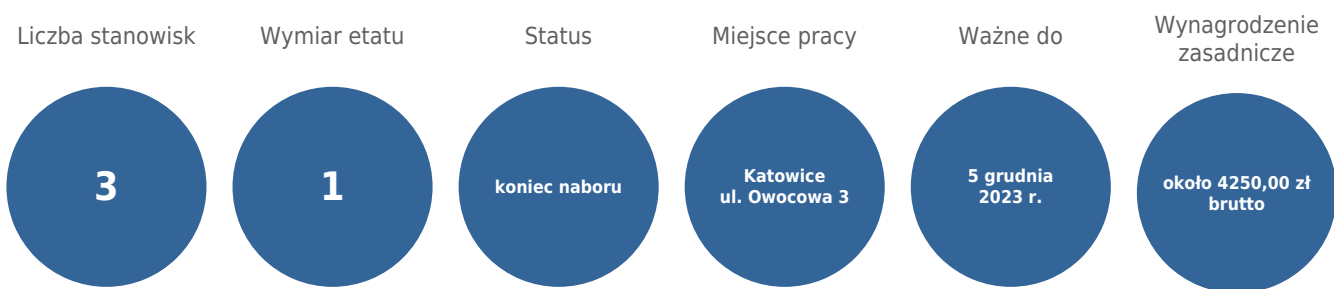 Liczba stanowisk
3
Wymiar etatu
1
Status
koniec naboru
Miejsce pracy
Katowice
ul. Owocowa 3
Ważne do
5 grudnia
2023 r.
Wynagrodzenie
zasadnicze
około 4250,00 zł
brutto